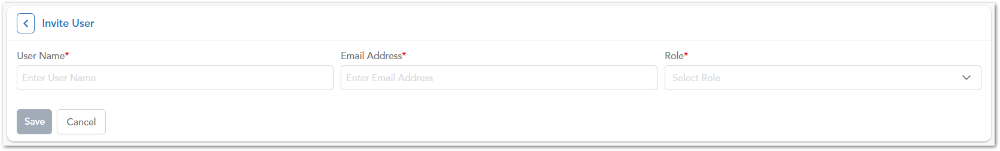 Invite User
User Name* Email Address* Role*
Enter User Name Enter Email Address Select Role
Save Cancel